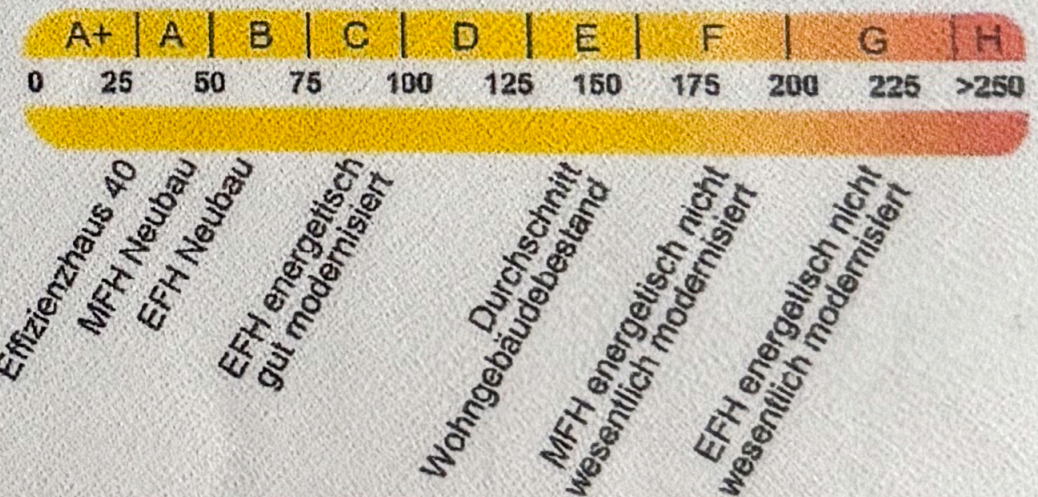 A+ | A | B | C | D | E | F | G | H
0 25 50 75 100 125 150 175 200 225 >250
Effizienzhaus 40
MFH Neubau
EFH Neubau
EFH energetisch
gut modernisiert
Durchschnitt
Wohngebäudebestand
MFH energetisch nicht
wesentlich modernisiert
EFH energetisch nicht
wesentlich modernisiert